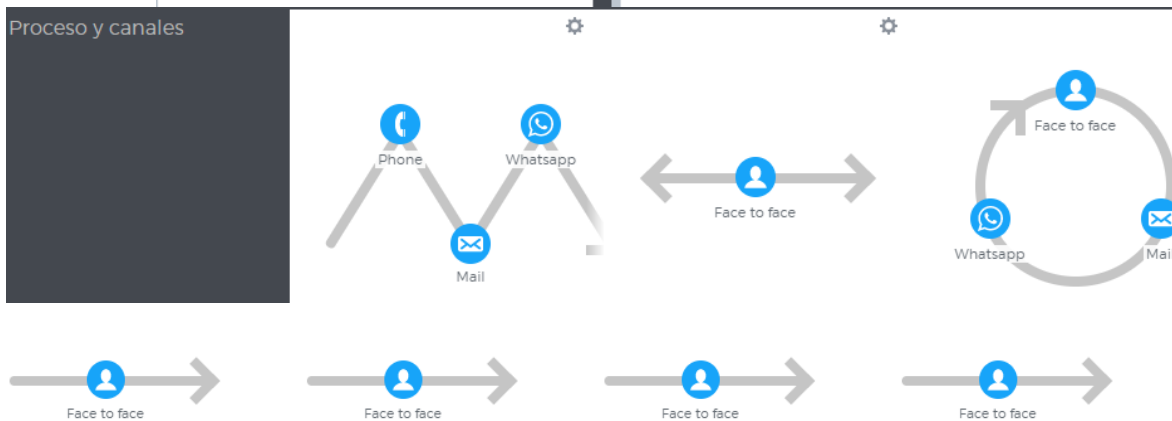 Proceso y canales
Phone
Whatsapp
Mail
Face to face
Face to face
Whatsapp
Mail
Face to face
Face to face
Face to face
Face to face